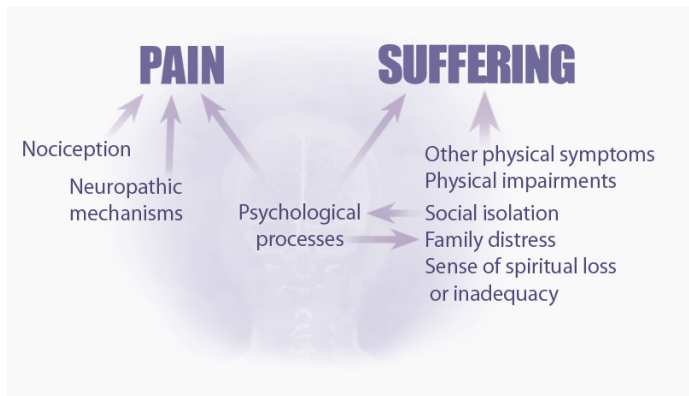 PAIN
SUFFERING
Nociception
Neuropathic
mechanisms
Psychological
processes
Other physical symptoms
Physical impairments
Social isolation
Family distress
Sense of spiritual loss
or inadequacy